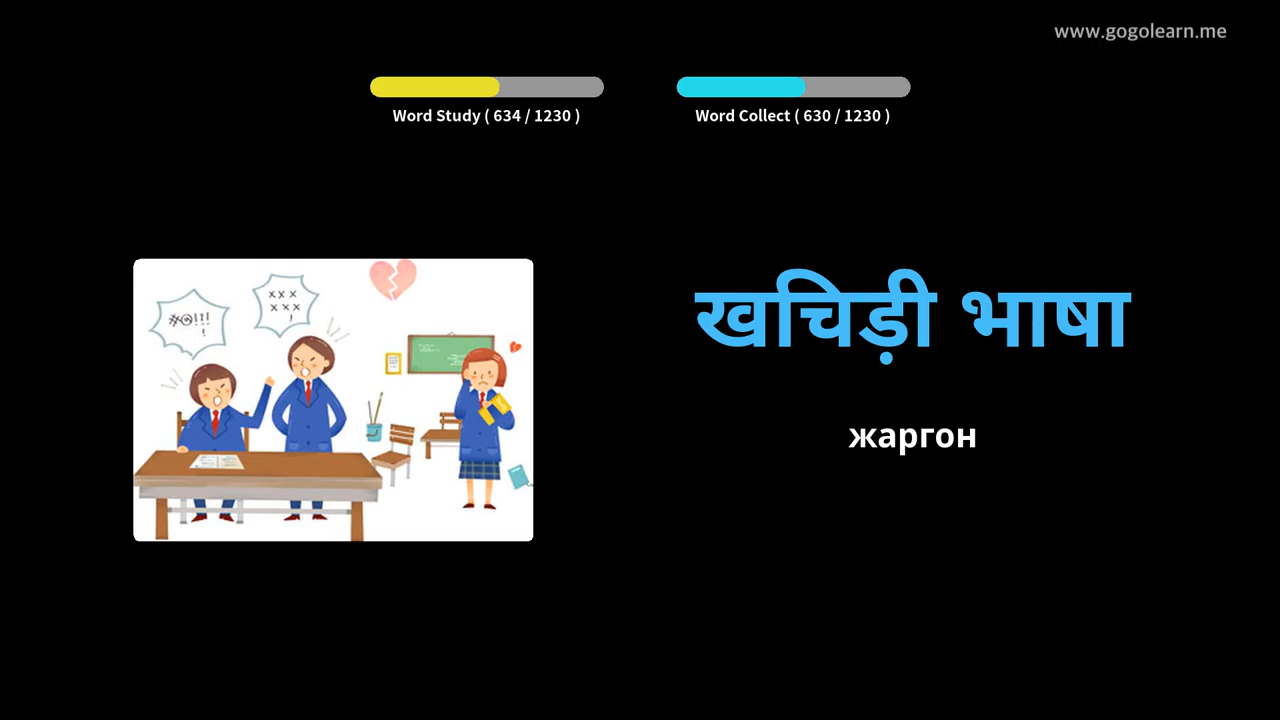 www.gogolearn.me
Word Study ( 634 / 1230 )
Word Collect ( 630 / 1230 )
#@!!!
!
x x x
x x x
!
खचिड़ी भाषा
жаргон